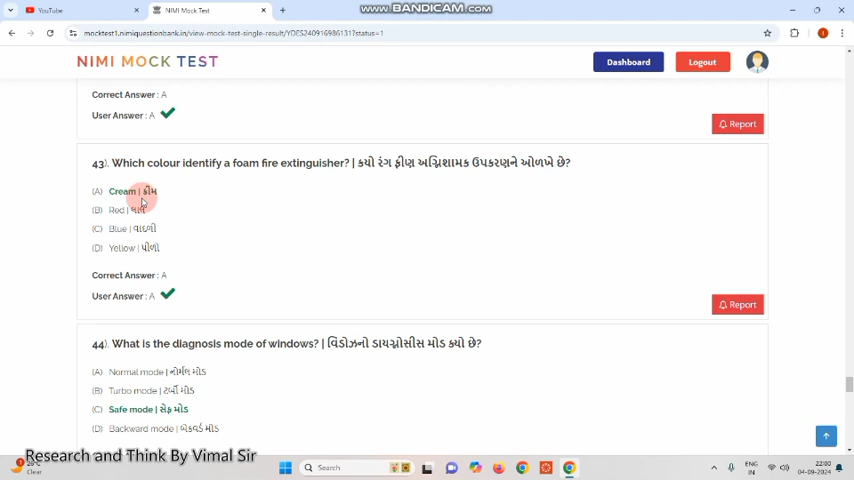 www.BANDICAM.com
YouTube
NIMI Mock Test
mocktest1.nimiquestionbank.in/view-mock-test-single-result/YDES24091698613​1?status=1
NIMI MOCK TEST
Dashboard
Logout
Correct Answer : A
User Answer : A
Report
43). Which colour identify a foam fire extinguisher? | કયો રંગ ફીણ અગ્નિશામક ઉપકરણને ઓળખે છે?
(A) Cream | ક્રીમ
(B) Red | લાલ
(C) Blue | વાદળી
(D) Yellow | પીળો
Correct Answer : A
User Answer : A
Report
44). What is the diagnosis mode of windows? | વિંડોઝનો ડાયગ્નોસીસ મોડ ક્યો છે?
(A) Normal mode | નોર્મલ મોડ
(B) Turbo mode | ટર્બો મોડ
(C) Safe mode | સેફ મોડ
(D) Backward mode | બેકવર્ડ મોડ
Research and Think By Vimal Sir
Clear
Search
ENG
IN
22:00
04-09-2024